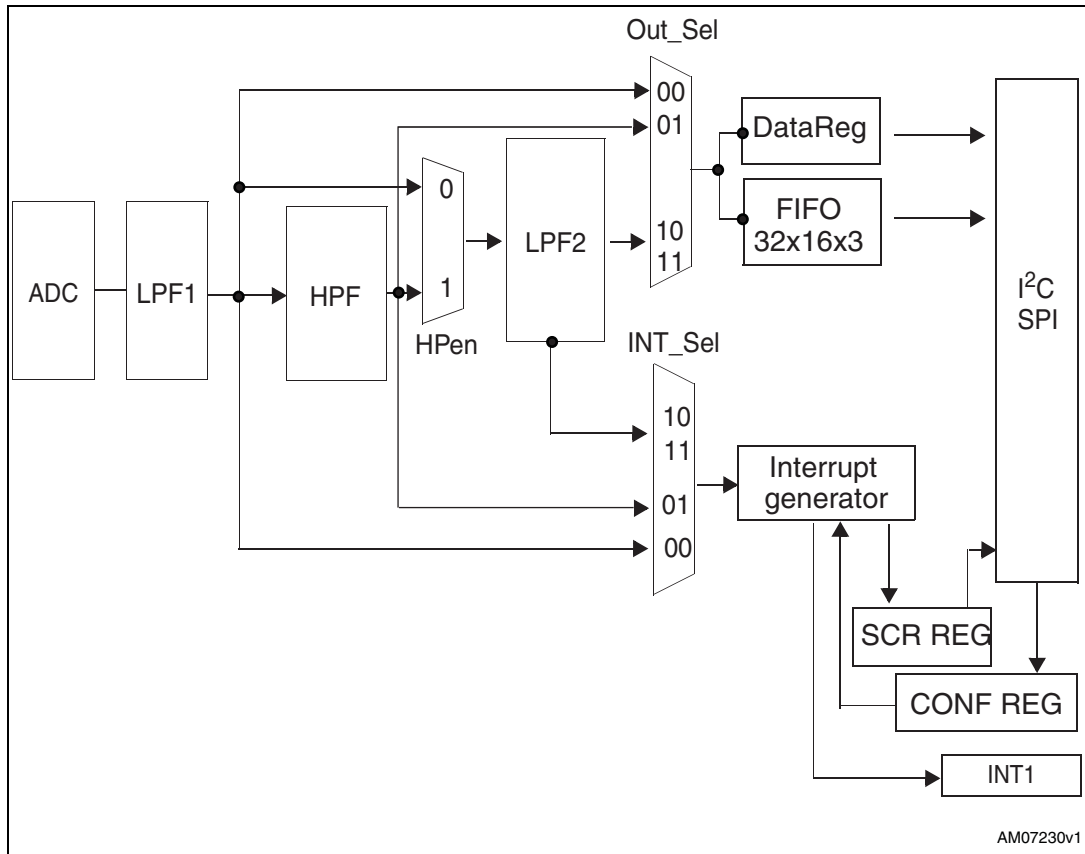 Out_Sel
00
01
10
11
DataReg
FIFO
32x16x3
0
1
HPen
LPF2
ADC
LPF1
HPF
I²C
SPI
INT_Sel
10
11
01
00
Interrupt
generator
SCR REG
CONF REG
INT1
AM07230v1